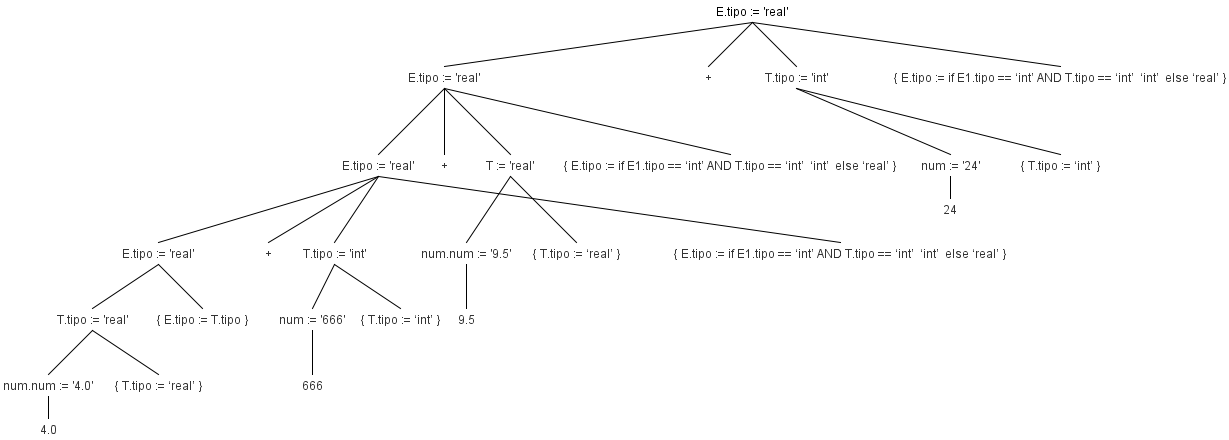 E.tipo := 'real'
E.tipo := 'real' + T.tipo := 'int' { E.tipo := if E1.tipo == ‘int’ AND T.tipo == ‘int’ ‘int’ else ‘real’ }
E.tipo := 'real' + T := 'real' { E.tipo := if E1.tipo == ‘int’ AND T.tipo == ‘int’ ‘int’ else ‘real’ } num := '24' { T.tipo := ‘int’ }
24
E.tipo := 'real' + T.tipo := 'int' num.num := '9.5' { T.tipo := ‘real’ } { E.tipo := if E1.tipo == ‘int’ AND T.tipo == ‘int’ ‘int’ else ‘real’ }
T.tipo := 'real' { E.tipo := T.tipo } num := '666' { T.tipo := ‘int’ } 9.5
num.num := '4.0' { T.tipo := ‘real’ } 666
4.0